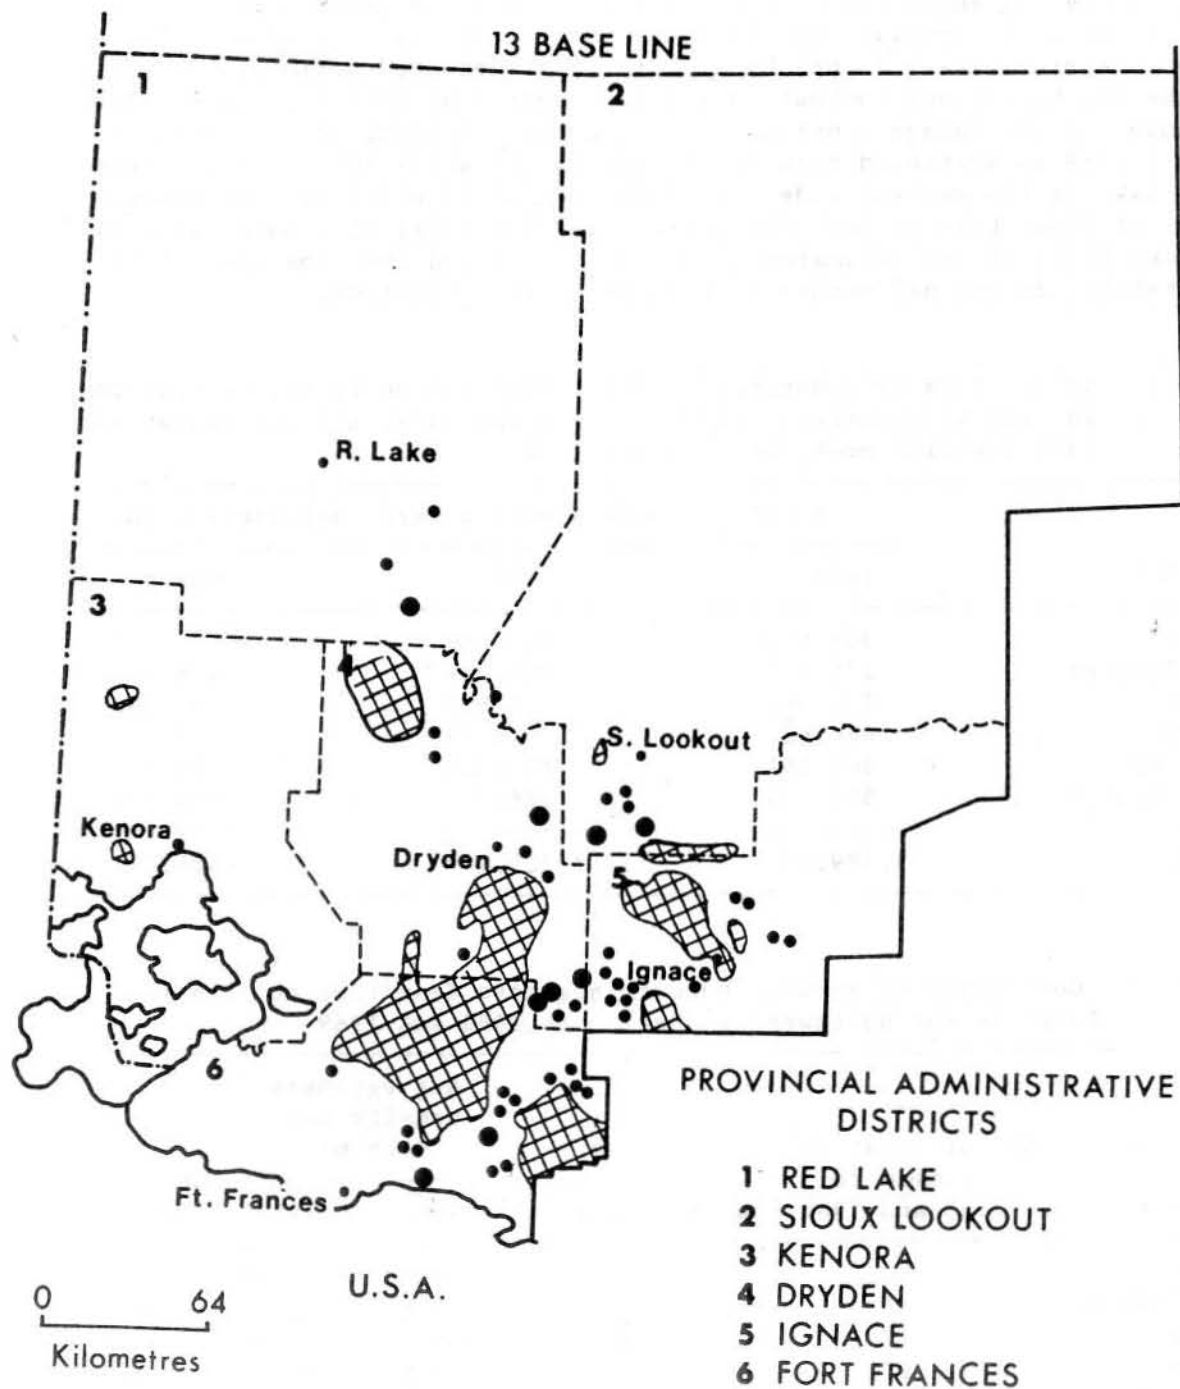 13 BASE LINE
1
2
R. Lake
3
4
S. Lookout
Kenora
Dryden
5
Ignace
6
Ft. Frances
U.S.A.
0 64
Kilometres
PROVINCIAL ADMINISTRATIVE
DISTRICTS
1 RED LAKE
2 SIOUX LOOKOUT
3 KENORA
4 DRYDEN
5 IGNACE
6 FORT FRANCES